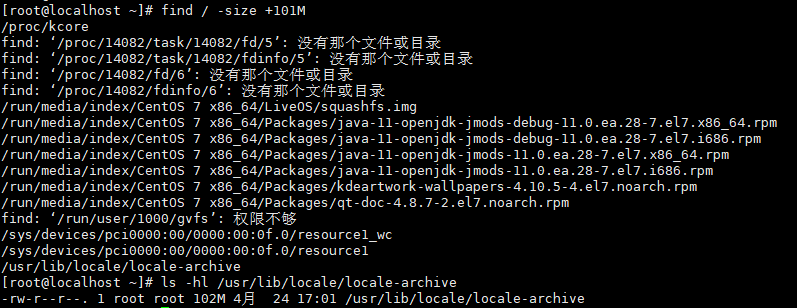 [root@localhost ~]# find / -size +101M
/proc/kcore
find: ‘/proc/14082/task/14082/fd/5’: 没有那个文件或目录
find: ‘/proc/14082/task/14082/fdinfo/5’: 没有那个文件或目录
find: ‘/proc/14082/fd/6’: 没有那个文件或目录
find: ‘/proc/14082/fdinfo/6’: 没有那个文件或目录
/run/media/index/CentOS 7 x86_64/LiveOS/squashfs.img
/run/media/index/CentOS 7 x86_64/Packages/java-11-openjdk-jmods-debug-11.0.ea.28-7.el7.x86_64.rpm
/run/media/index/CentOS 7 x86_64/Packages/java-11-openjdk-jmods-debug-11.0.ea.28-7.el7.i686.rpm
/run/media/index/CentOS 7 x86_64/Packages/java-11-openjdk-jmods-11.0.ea.28-7.el7.x86_64.rpm
/run/media/index/CentOS 7 x86_64/Packages/java-11-openjdk-jmods-11.0.ea.28-7.el7.i686.rpm
/run/media/index/CentOS 7 x86_64/Packages/kdeartwork-wallpapers-4.10.5-4.el7.noarch.rpm
/run/media/index/CentOS 7 x86_64/Packages/qt-doc-4.8.7-2.el7.noarch.rpm
find: ‘/run/user/1000/gvfs’: 权限不够
/sys/devices/pci0000:00/0000:00:0f.0/resource1_wc
/sys/devices/pci0000:00/0000:00:0f.0/resource1
/usr/lib/locale/locale-archive
[root@localhost ~]# ls -hl /usr/lib/locale/locale-archive
-rw-r--r--. 1 root root 102M 4月  24 17:01 /usr/lib/locale/locale-archive